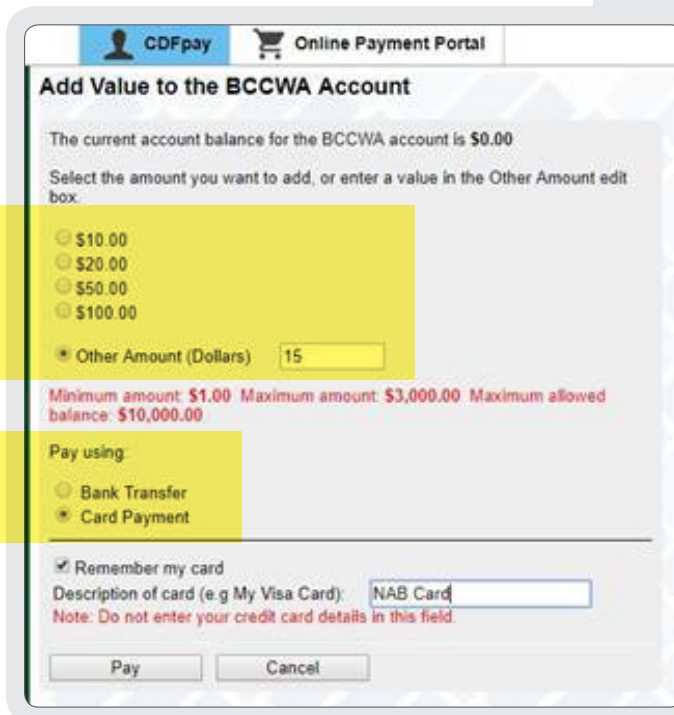 CDFpay Online Payment Portal
Add Value to the BCCWA Account
The current account balance for the BCCWA account is $0.00
Select the amount you want to add, or enter a value in the Other Amount edit
box.
$10.00
$20.00
$50.00
$100.00
Other Amount (Dollars) 15
Minimum amount: $1.00 Maximum amount: $3,000.00 Maximum allowed
balance: $10,000.00
Pay using:
Bank Transfer
Card Payment
Remember my card
Description of card (e.g My Visa Card): NAB Card
Note: Do not enter your credit card details in this field.
Pay Cancel